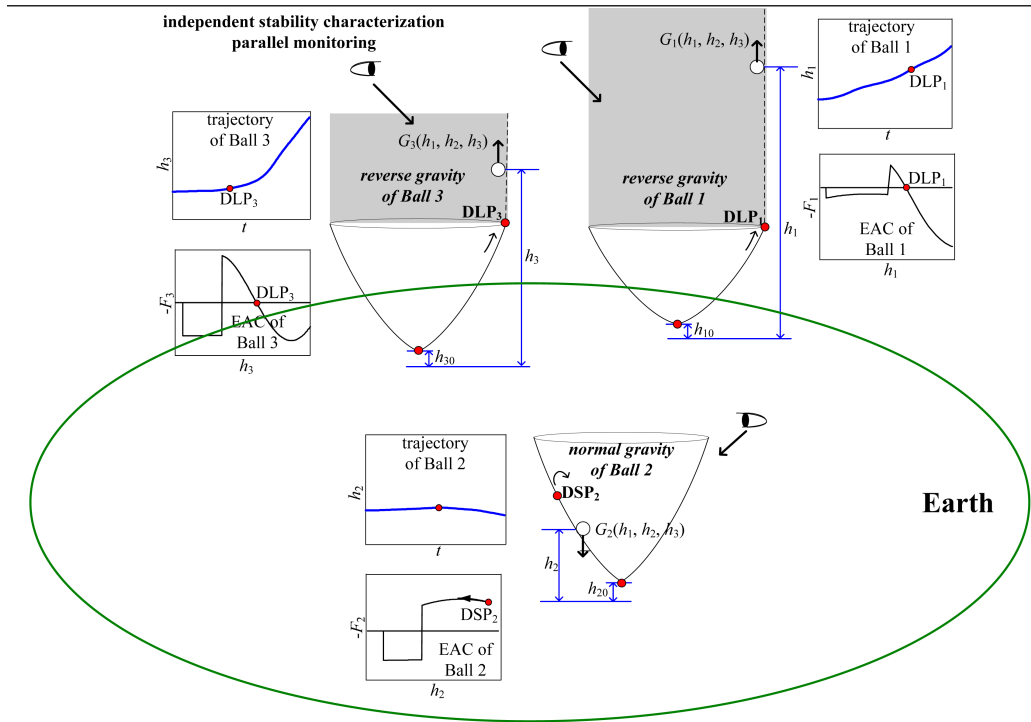 independent stability characterization
parallel monitoring
trajectory
of Ball 3
h3
DLP3
t
-F3
DLP3
EAC of
Ball 3
h3
G3(h1, h2, h3)
reverse gravity
of Ball 3
DLP3
h3
h30
G1(h1, h2, h3)
reverse gravity
of Ball 1
DLP1
h1
h10
trajectory
of Ball 1
h1
DLP1
t
-F1
DLP1
EAC of
Ball 1
h1
trajectory
of Ball 2
h2
t
-F2
DSP2
EAC of
Ball 2
h2
normal gravity
of Ball 2
DSP2
G2(h1, h2, h3)
h2
h20
Earth